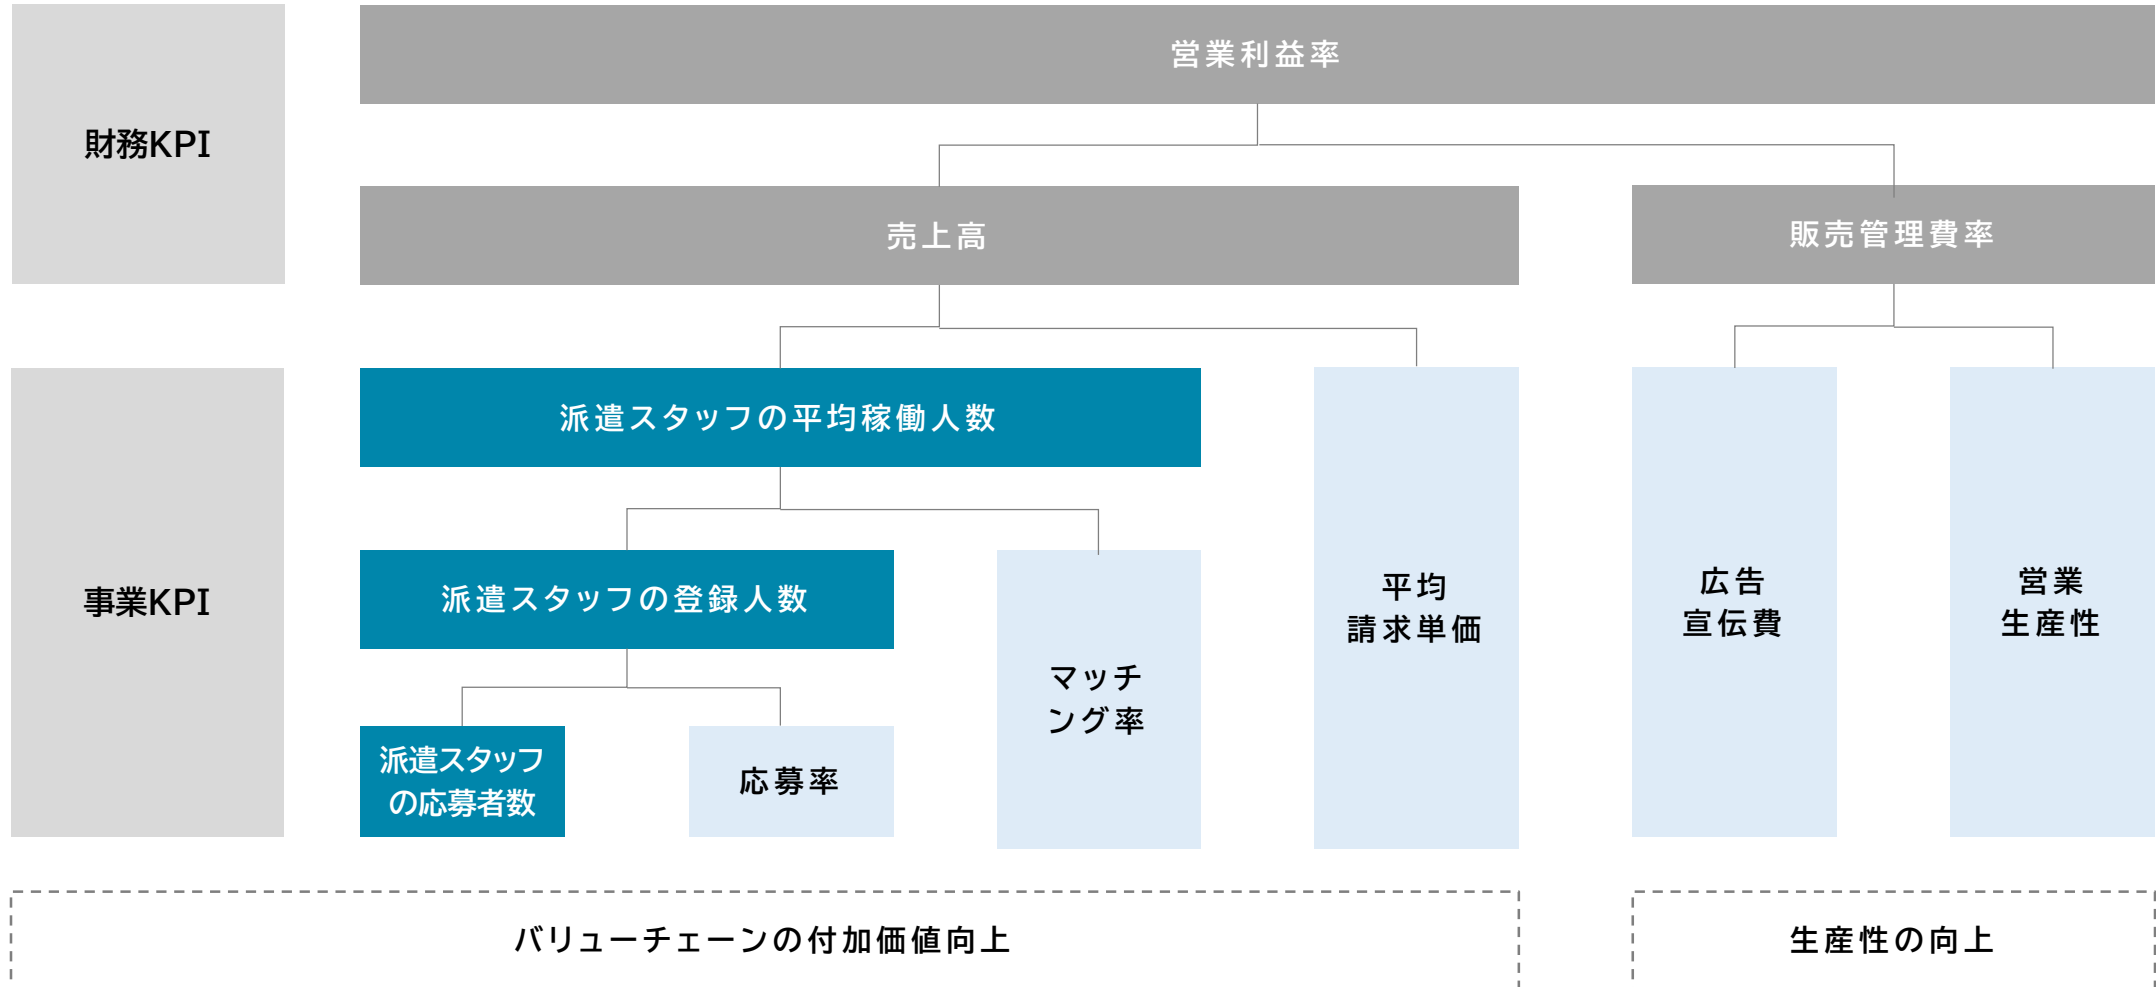 財務KPI
営業利益率
売上高
販売管理費率
事業KPI
派遣スタッフの平均稼働人数
派遣スタッフの登録人数
派遣スタッフ
の応募者数
応募率
マッチ
ング率
平均
請求単価
広告
宣伝費
営業
生産性
バリューチェーンの付加価値向上
生産性の向上